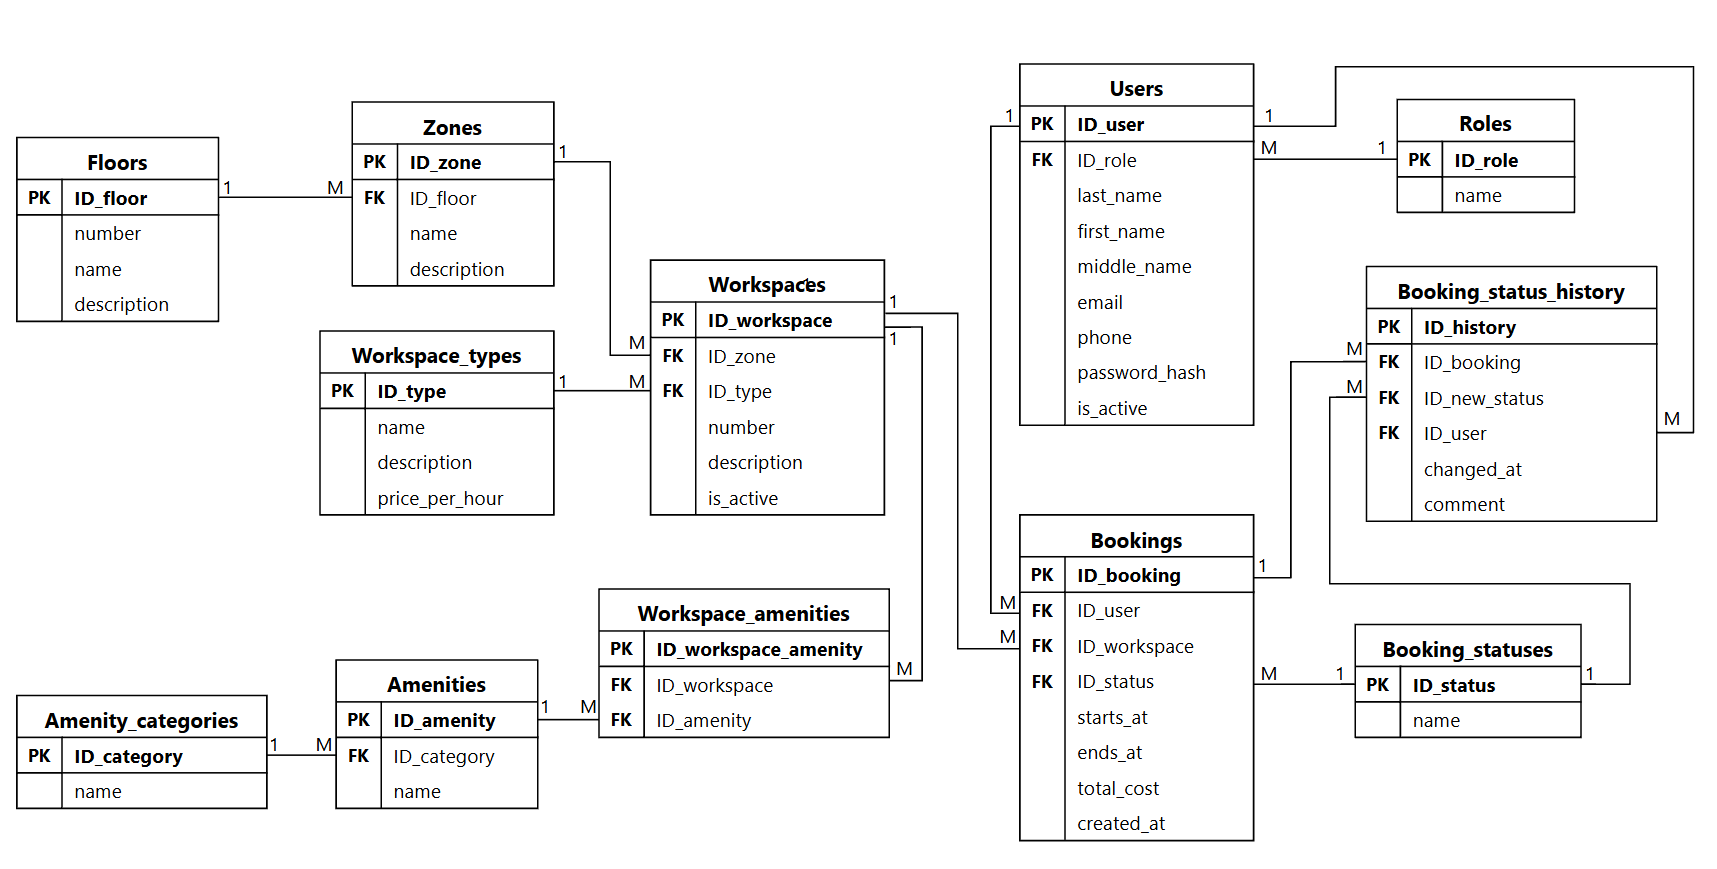 Floors
PK ID_floor
number
name
description
1 M
Zones
PK ID_zone
FK ID_floor
name
description
1
M
Workspace_types
PK ID_type
name
description
price_per_hour
1 M
Workspaces
PK ID_workspace
FK ID_zone
FK ID_type
number
description
is_active
1
1
M
M
Amenity_categories
PK ID_category
name
1 M
Amenities
PK ID_amenity
FK ID_category
name
1 M
Workspace_amenities
PK ID_workspace_amenity
FK ID_workspace
FK ID_amenity
Users
PK ID_user
FK ID_role
last_name
first_name
middle_name
email
phone
password_hash
is_active
1
M
1
M 1
Roles
PK ID_role
name
Booking_status_history
PK ID_history
FK ID_booking
FK ID_new_status
FK ID_user
changed_at
comment
M
M
M
Bookings
PK ID_booking
FK ID_user
FK ID_workspace
FK ID_status
starts_at
ends_at
total_cost
created_at
1
M 1
Booking_statuses
PK ID_status
name
1